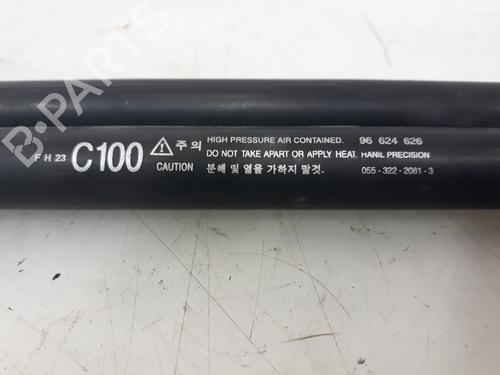 B-PARTS
FH 23 C100 ⚠ 주의 CAUTION
HIGH PRESSURE AIR CONTAINED. 96 624 626
DO NOT TAKE APART OR APPLY HEAT. HANIL PRECISION
분해 및 열을 가하지 말것. 055-322-2081-3